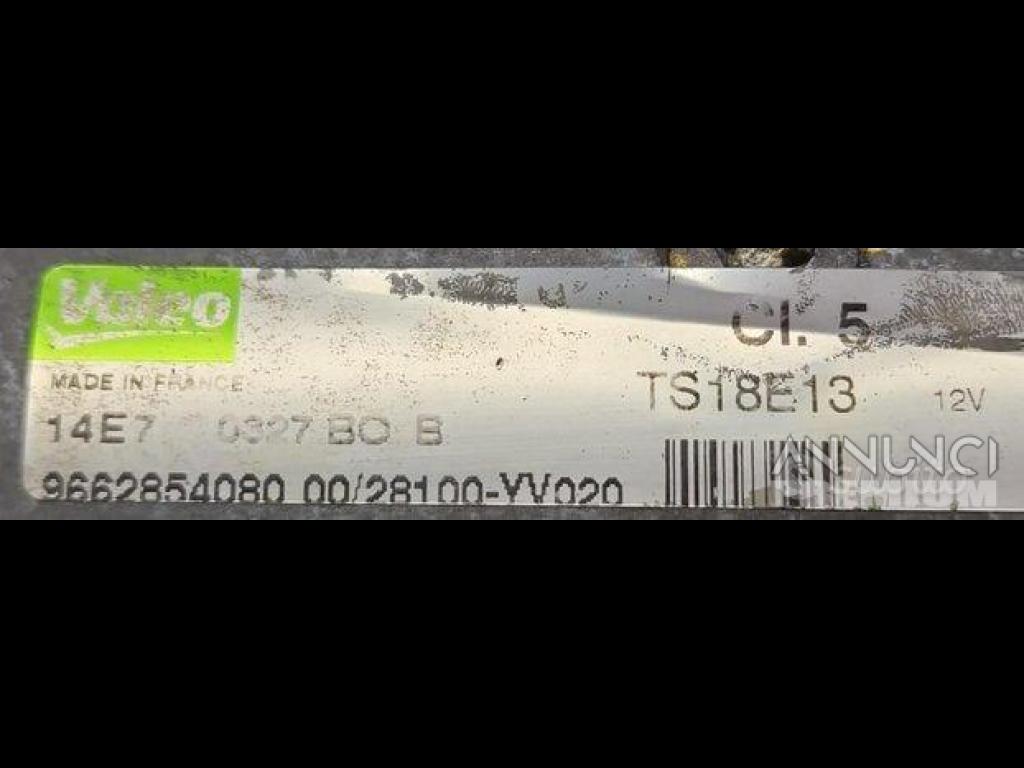 Valeo
Cl. 5
MADE IN FRANCE
TS18E13 12V
14E7 0327 BO B
9662854080 00/28100-YV020
ANNUNCI
PREMIUM